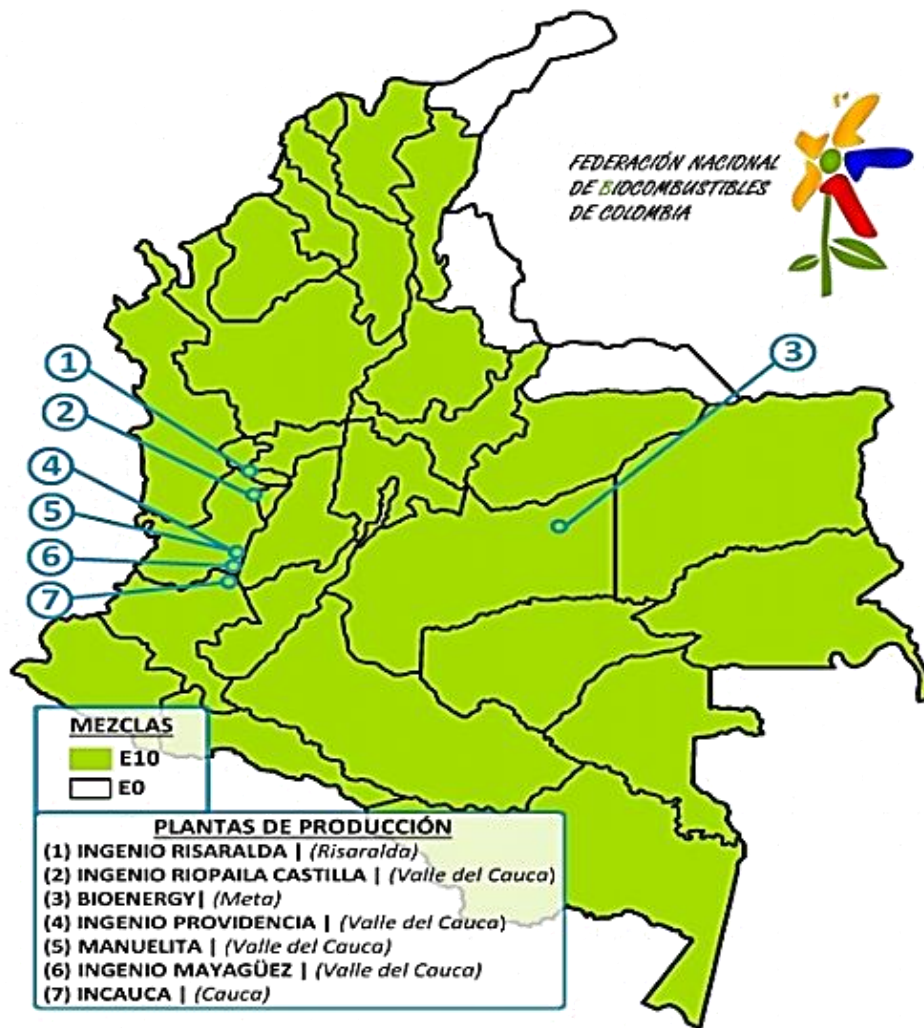 FEDERACIÓN NACIONAL
DE BIOCOMBUSTIBLES
DE COLOMBIA
1
2
3
4
5
6
7
MEZCLAS
E10
E0
PLANTAS DE PRODUCCIÓN
(1) INGENIO RISARALDA | (Risaralda)
(2) INGENIO RIOPAILA CASTILLA | (Valle del Cauca)
(3) BIOENERGY| (Meta)
(4) INGENIO PROVIDENCIA | (Valle del Cauca)
(5) MANUELITA | (Valle del Cauca)
(6) INGENIO MAYAGÜEZ | (Valle del Cauca)
(7) INCAUCA | (Cauca)